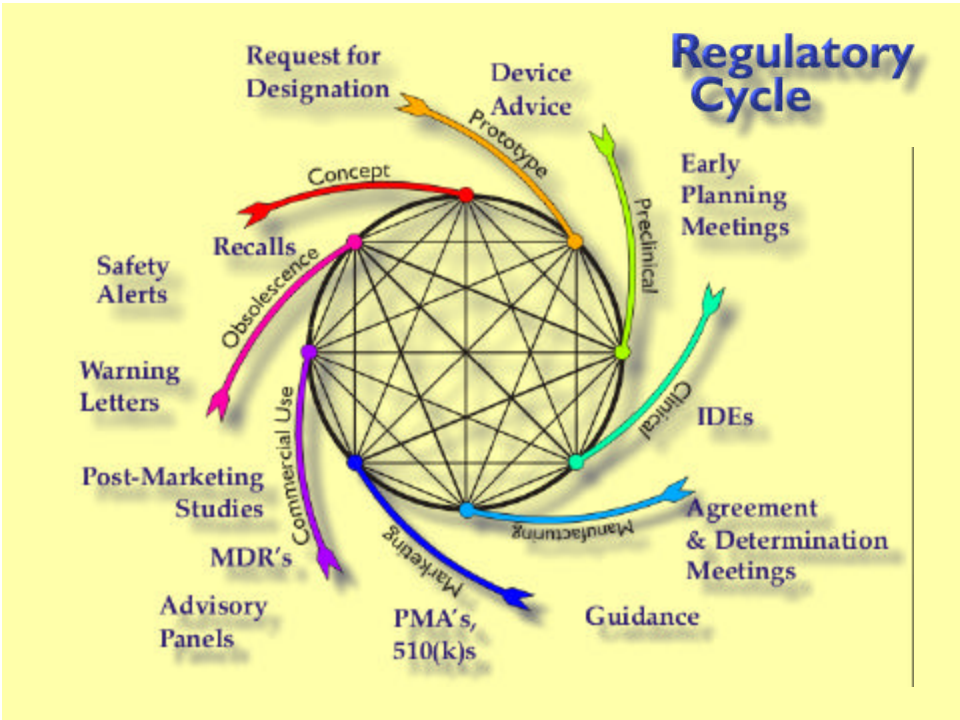 Regulatory
Cycle
Request for
Designation
Device
Advice
Prototype
Concept
Early
Planning
Meetings
Preclinical
Recalls
Safety
Alerts
Obsolescence
Warning
Letters
Clinical
IDEs
Commercial Use
Post-Marketing
Studies
Agreement
& Determination
Meetings
Manufacturing
Marketing
MDR's
Advisory
Panels
PMA's,
510(k)s
Guidance